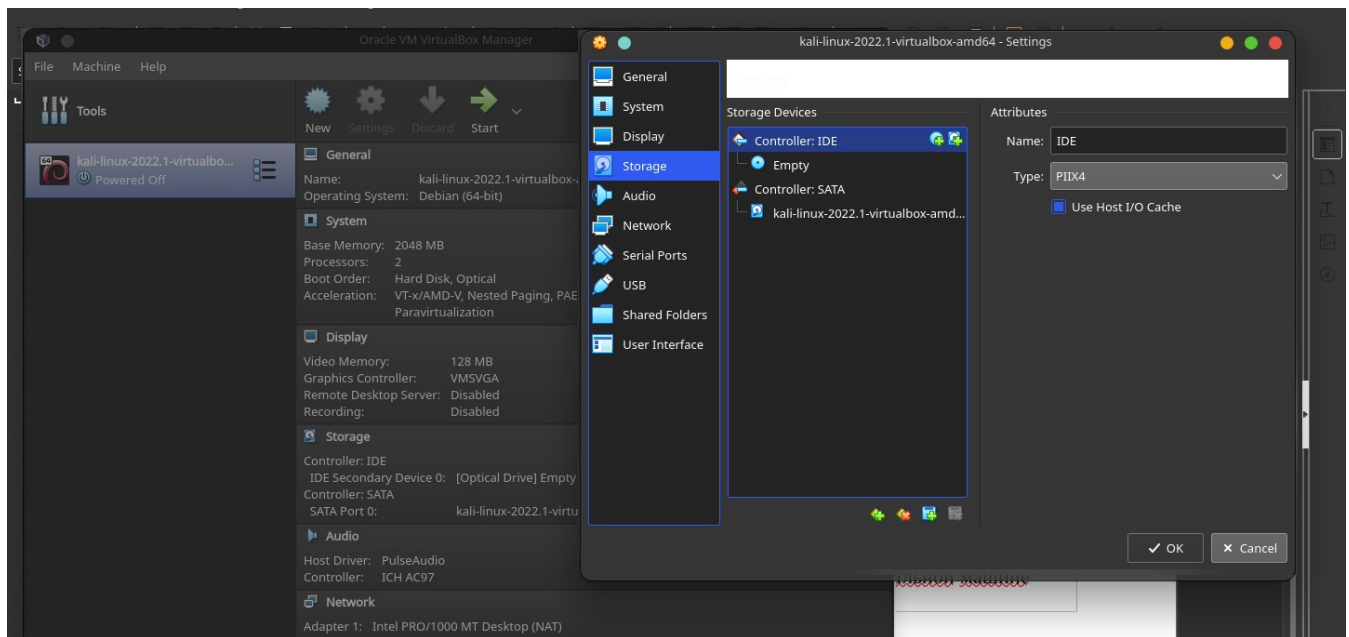 Oracle VM VirtualBox Manager
File Machine Help
Tools
New Settings Discard Start
64
kali-linux-2022.1-virtualbo...
Powered Off
General
Name: kali-linux-2022.1-virtualbox-
Operating System: Debian (64-bit)
System
Base Memory: 2048 MB
Processors: 2
Boot Order: Hard Disk, Optical
Acceleration: VT-x/AMD-V, Nested Paging, PAE
Paravirtualization
Display
Video Memory: 128 MB
Graphics Controller: VMSVGA
Remote Desktop Server: Disabled
Recording: Disabled
Storage
Controller: IDE
IDE Secondary Device 0: [Optical Drive] Empty
Controller: SATA
SATA Port 0: kali-linux-2022.1-virtu
Audio
Host Driver: PulseAudio
Controller: ICH AC97
Network
Adapter 1: Intel PRO/1000 MT Desktop (NAT)
kali-linux-2022.1-virtualbox-amd64 - Settings
General
System
Display
Storage
Audio
Network
Serial Ports
USB
Shared Folders
User Interface
Storage Devices
Controller: IDE
Empty
Controller: SATA
kali-linux-2022.1-virtualbox-amd...
Attributes
Name: IDE
Type: PIIX4
Use Host I/O Cache
OK
Cancel